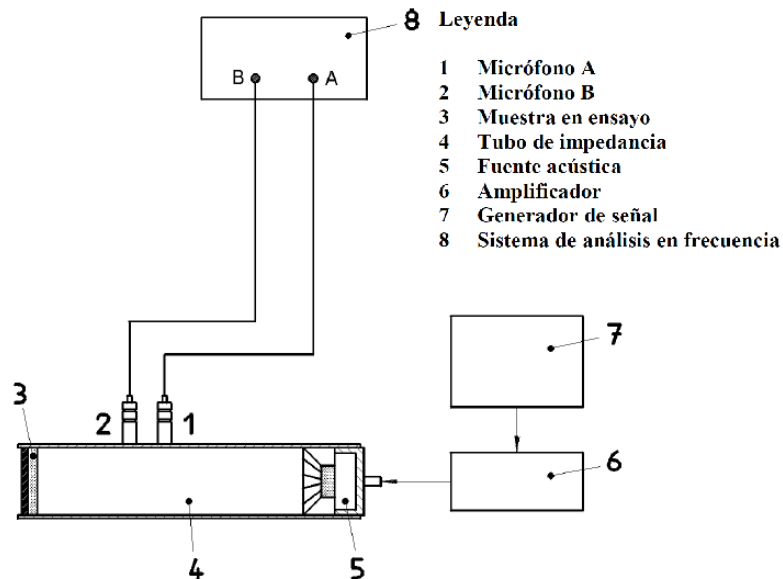 8 Leyenda
1 Micrófono A
2 Micrófono B
3 Muestra en ensayo
4 Tubo de impedancia
5 Fuente acústica
6 Amplificador
7 Generador de señal
8 Sistema de análisis en frecuencia
B A
7
3 2 1
6
4 5